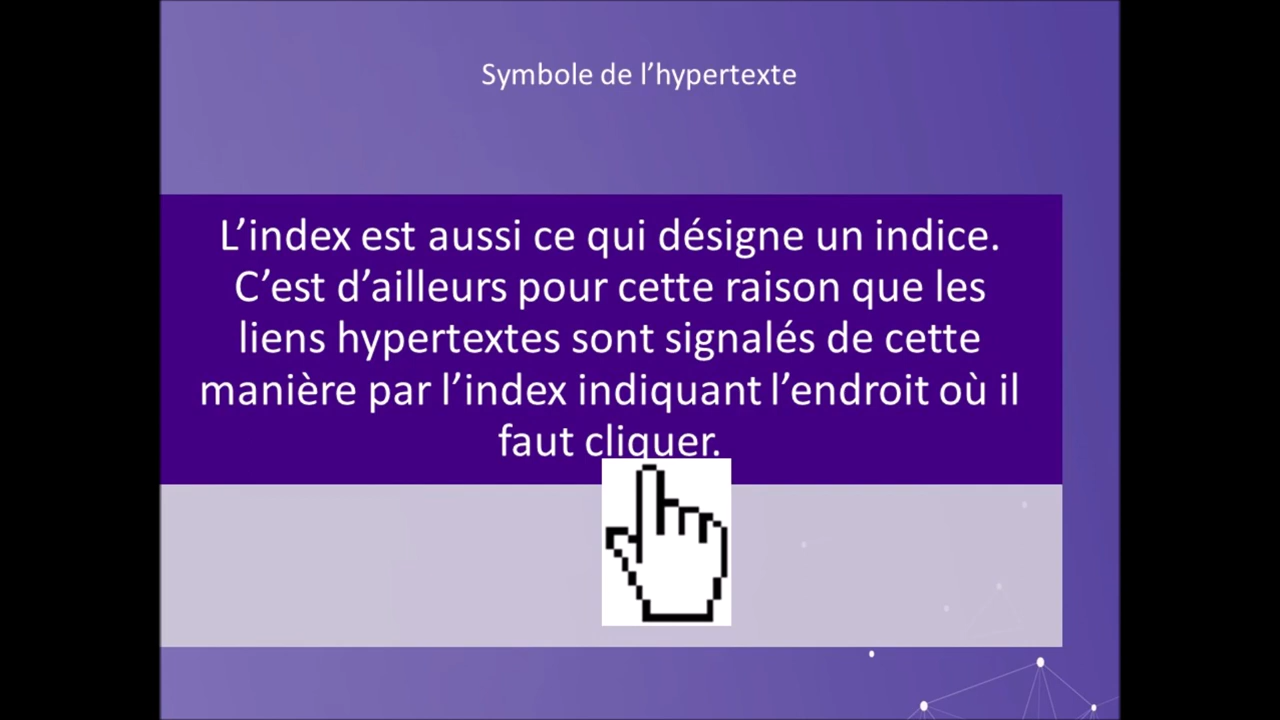 Symbole de l’hypertexte
L’index est aussi ce qui désigne un indice.
C’est d’ailleurs pour cette raison que les
liens hypertextes sont signalés de cette
manière par l’index indiquant l’endroit où il
faut cliquer.